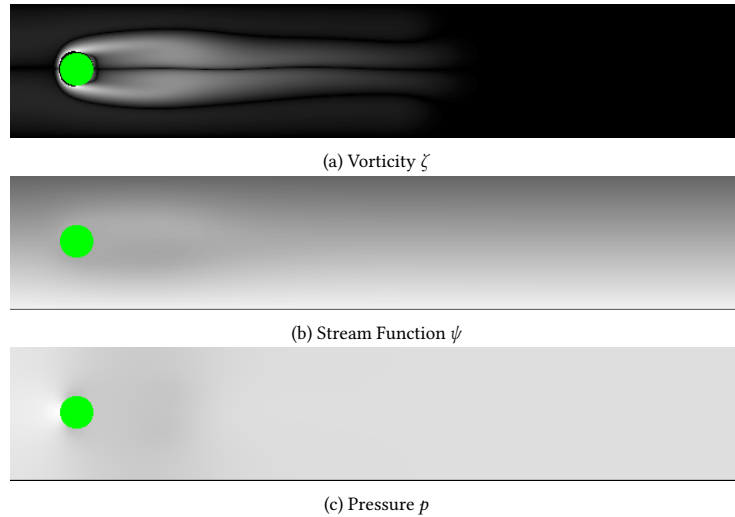 (a) Vorticity ζ
(b) Stream Function ψ
(c) Pressure p